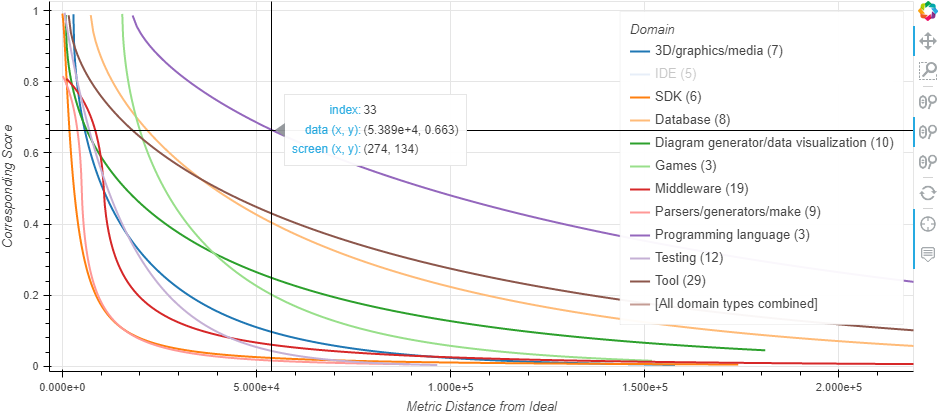 1
0.8
0.6
0.4
0.2
0
Corresponding Score
0.000e+0
5.000e+4
1.000e+5
1.500e+5
2.000e+5
Metric Distance from Ideal
index: 33
data (x, y): (5.389e+4, 0.663)
screen (x, y): (274, 134)
Domain
3D/graphics/media (7)
IDE (5)
SDK (6)
Database (8)
Diagram generator/data visualization (10)
Games (3)
Middleware (19)
Parsers/generators/make (9)
Programming language (3)
Testing (12)
Tool (29)
[All domain types combined]